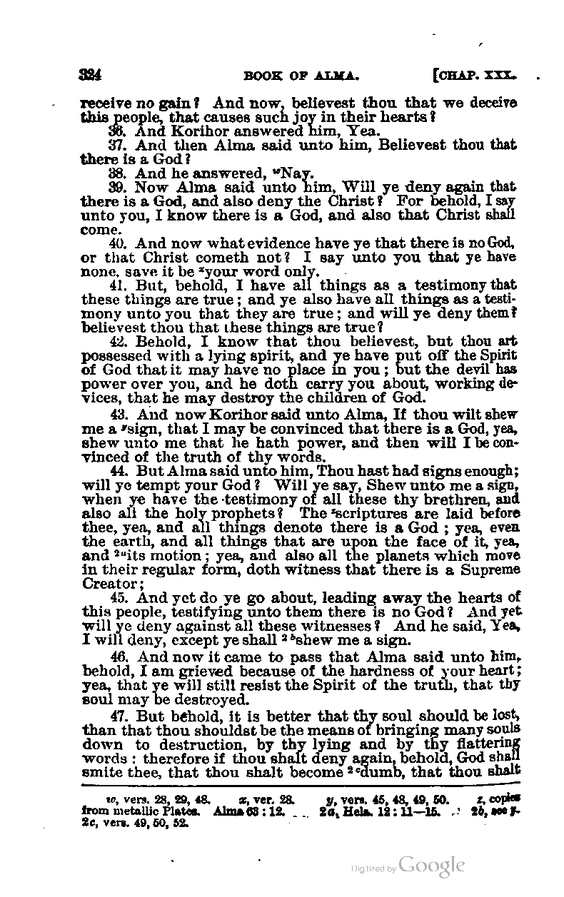 324 BOOK OF ALMA. [CHAP. XXX.
receive no gain? And now, believest thou that we deceive
this people, that causes such joy in their hearts?
36. And Korihor answered him, Yea.
37. And then Alma said unto him, Believest thou that
there is a God?
38. And he answered, ʷNay.
39. Now Alma said unto him, Will ye deny again that
there is a God, and also deny the Christ? For behold, I say
unto you, I know there is a God, and also that Christ shall
come.
40. And now what evidence have ye that there is no God,
or that Christ cometh not? I say unto you that ye have
none, save it be ˣyour word only.
41. But, behold, I have all things as a testimony that
these things are true; and ye also have all things as a testi-
mony unto you that they are true; and will ye deny them?
believest thou that these things are true?
42. Behold, I know that thou believest, but thou art
possessed with a lying spirit, and ye have put off the Spirit
of God that it may have no place in you; but the devil has
power over you, and he doth carry you about, working de-
vices, that he may destroy the children of God.
43. And now Korihor said unto Alma, If thou wilt shew
me a ʸsign, that I may be convinced that there is a God, yea,
shew unto me that he hath power, and then will I be con-
vinced of the truth of thy words.
44. But Alma said unto him, Thou hast had signs enough;
will ye tempt your God? Will ye say, Shew unto me a sign,
when ye have the testimony of all these thy brethren, and
also all the holy prophets? The ᶻscriptures are laid before
thee, yea, and all things denote there is a God; yea, even
the earth, and all things that are upon the face of it, yea,
and ²ᵃits motion; yea, and also all the planets which move
in their regular form, doth witness that there is a Supreme
Creator;
45. And yet do ye go about, leading away the hearts of
this people, testifying unto them there is no God? And yet
will ye deny against all these witnesses? And he said, Yea,
I will deny, except ye shall ²ᵇshew me a sign.
46. And now it came to pass that Alma said unto him,
behold, I am grieved because of the hardness of your heart;
yea, that ye will still resist the Spirit of the truth, that thy
soul may be destroyed.
47. But behold, it is better that thy soul should be lost,
than that thou shouldst be the means of bringing many souls
down to destruction, by thy lying and by thy flattering
words: therefore if thou shalt deny again, behold, God shall
smite thee, that thou shalt become ²ᶜdumb, that thou shalt
w, vers. 28, 29, 48. x, ver. 28. y, vers. 45, 48, 49, 50. z, copies
from metallic Plates. Alma 63:12. 2a, Hela. 12:11—15. 2b, see y.
2c, vers. 49, 50, 52.
Digitized by Google